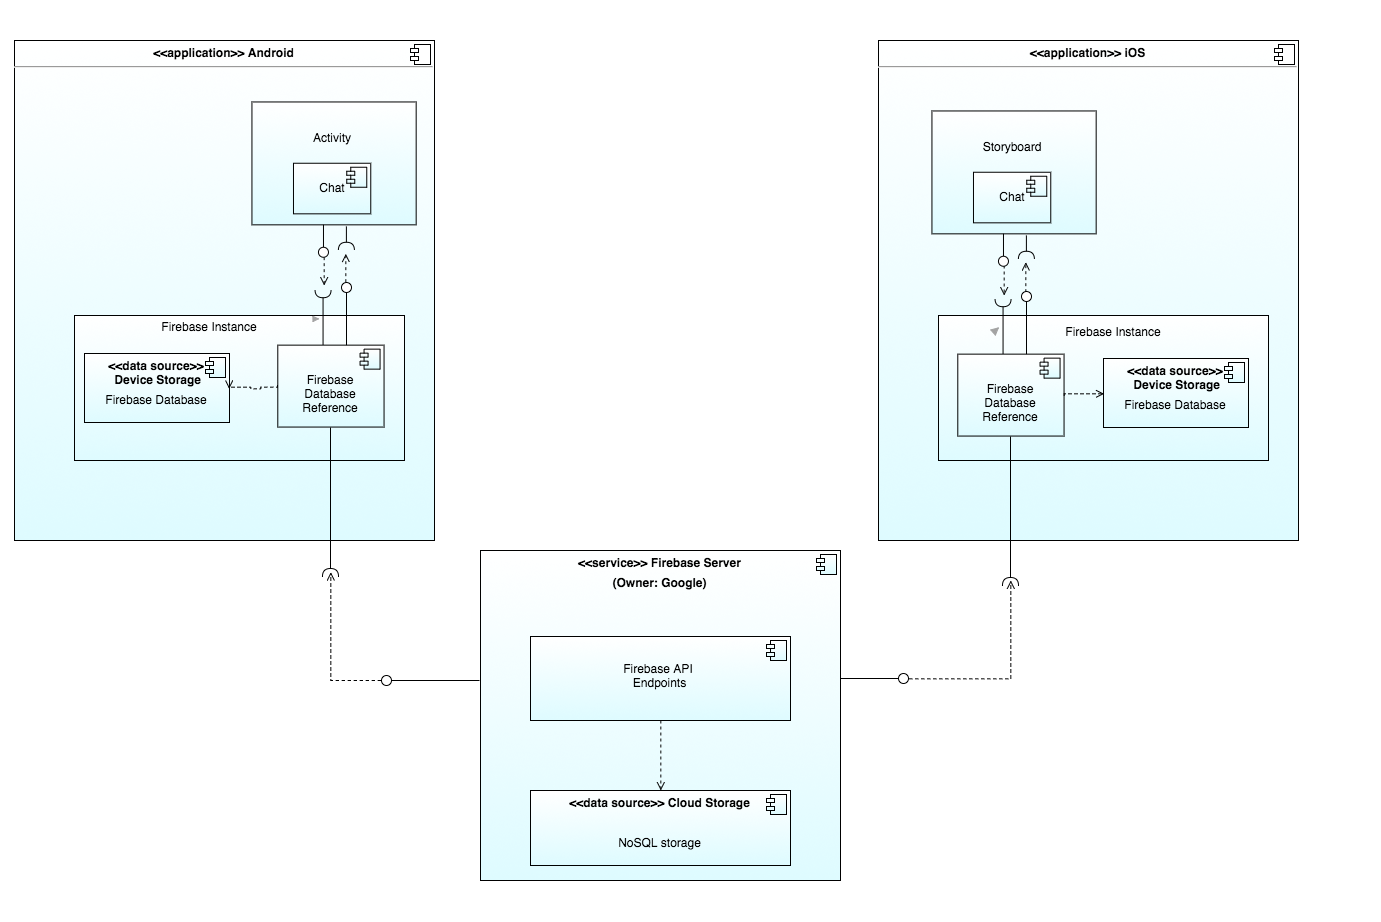 <<application>> Android
Activity
Chat
Firebase Instance
<<data source>>
Device Storage
Firebase Database
Firebase
Database
Reference
<<application>> iOS
Storyboard
Chat
Firebase Instance
Firebase
Database
Reference
<<data source>>
Device Storage
Firebase Database
<<service>> Firebase Server
(Owner: Google)
Firebase API
Endpoints
<<data source>> Cloud Storage
NoSQL storage